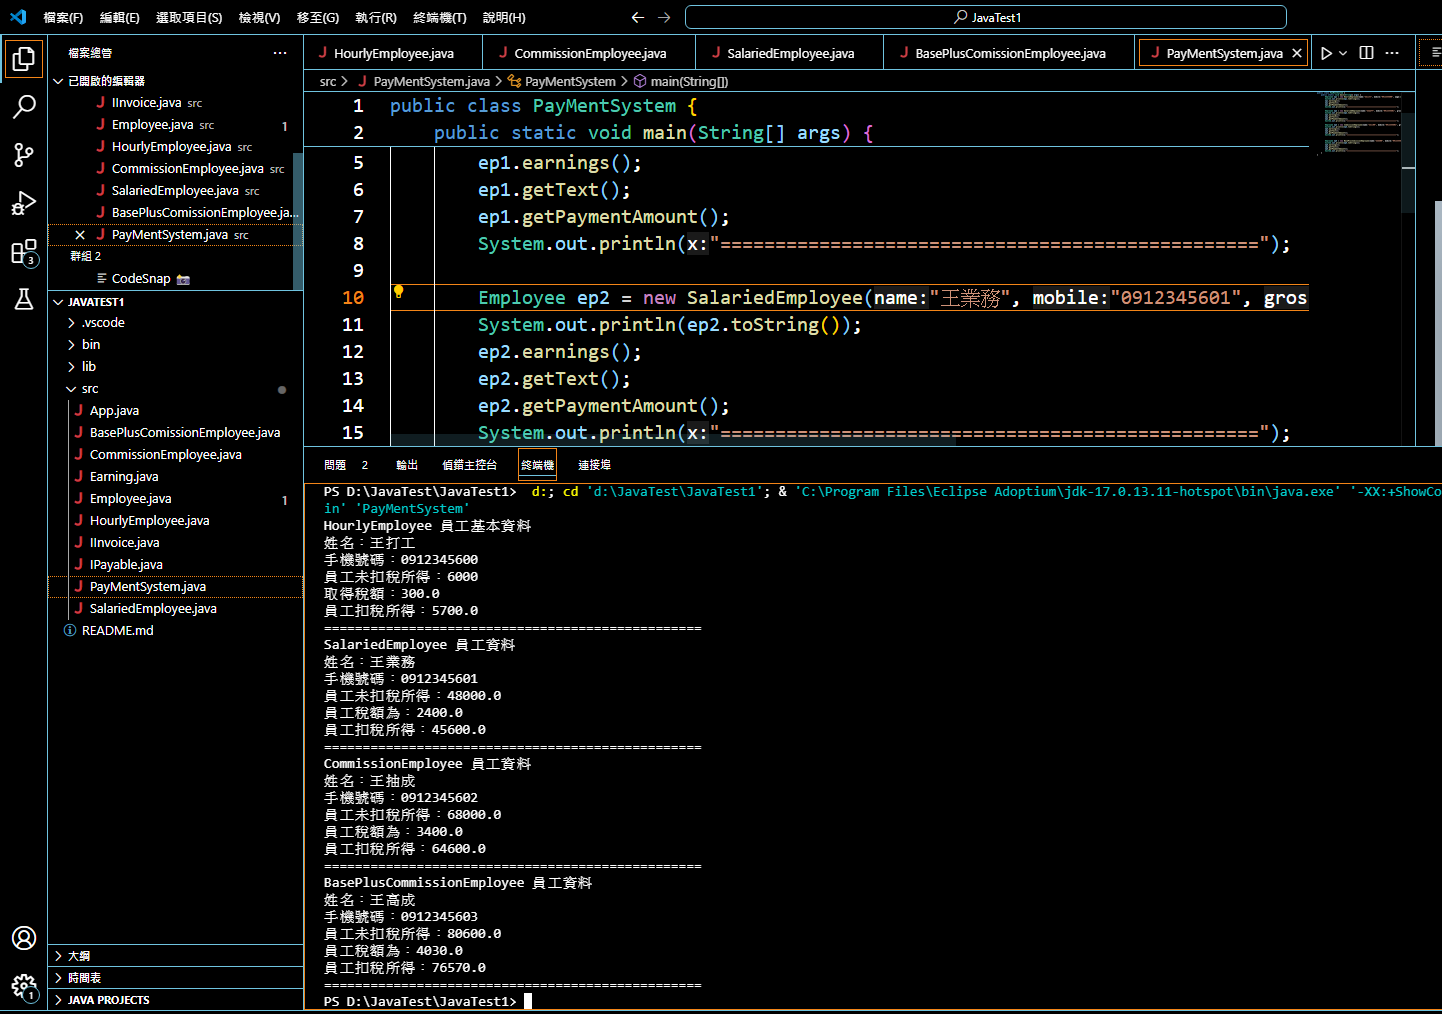 檔案(F) 編輯(E) 選取項目(S) 檢視(V) 移至(G) 執行(R) 終端機(T) 說明(H) JavaTest1
檔案總管
已開啟的編輯器
IInvoice.java src
Employee.java src 1
HourlyEmployee.java src
CommissionEmployee.java src
SalariedEmployee.java src
BasePlusComissionEmployee.ja...
PayMentSystem.java src
群組 2
CodeSnap
JAVATEST1
.vscode
bin
lib
src
App.java
BasePlusComissionEmployee.java
CommissionEmployee.java
Earning.java
Employee.java 1
HourlyEmployee.java
IInvoice.java
IPayable.java
PayMentSystem.java
SalariedEmployee.java
README.md
大綱
時間表
JAVA PROJECTS
3
1
HourlyEmployee.java CommissionEmployee.java SalariedEmployee.java BasePlusComissionEmployee.java PayMentSystem.java
src > PayMentSystem.java > PayMentSystem > main(String[])
1 public class PayMentSystem {
2 public static void main(String[] args) {
5 ep1.earnings();
6 ep1.getText();
7 ep1.getPaymentAmount();
8 System.out.println(x:"=================================================");
9
10 Employee ep2 = new SalariedEmployee(name:"王業務", mobile:"0912345601", gros
11 System.out.println(ep2.toString());
12 ep2.earnings();
13 ep2.getText();
14 ep2.getPaymentAmount();
15 System.out.println(x:"=================================================");
問題 2 輸出 偵錯主控台 終端機 連接埠
PS D:\JavaTest\JavaTest1> d:; cd 'd:\JavaTest\JavaTest1'; & 'C:\Program Files\Eclipse Adoptium\jdk-17.0.13.11-hotspot\bin\java.exe' '-XX:+ShowCo
in' 'PayMentSystem'
HourlyEmployee 員工基本資料
姓名：王打工
手機號碼：0912345600
員工未扣稅所得：6000
取得稅額：300.0
員工扣稅所得：5700.0
=================================================
SalariedEmployee 員工資料
姓名：王業務
手機號碼：0912345601
員工未扣稅所得：48000.0
員工稅額為：2400.0
員工扣稅所得：45600.0
=================================================
CommissionEmployee 員工資料
姓名：王抽成
手機號碼：0912345602
員工未扣稅所得：68000.0
員工稅額為：3400.0
員工扣稅所得：64600.0
=================================================
BasePlusCommissionEmployee 員工資料
姓名：王高成
手機號碼：0912345603
員工未扣稅所得：80600.0
員工稅額為：4030.0
員工扣稅所得：76570.0
=================================================
PS D:\JavaTest\JavaTest1>